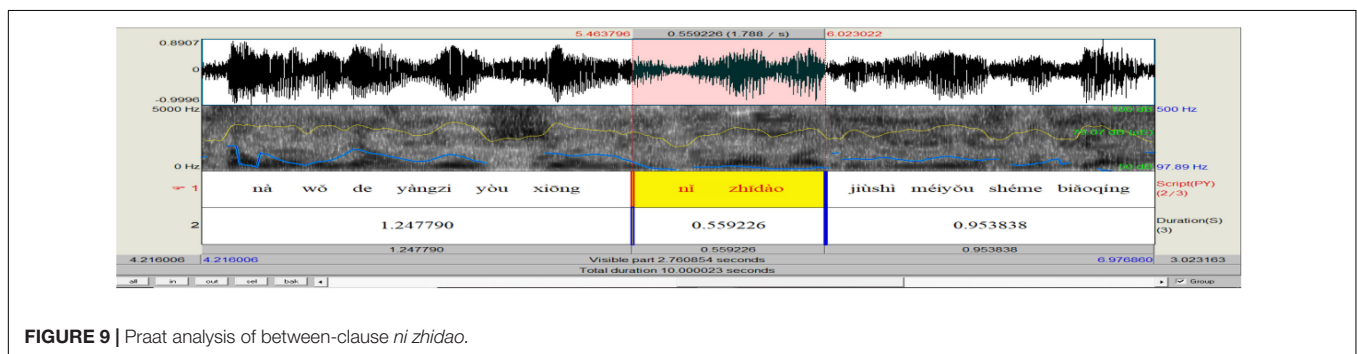 5.463796 0.559226 (1.788 / s) 6.023022
0.8907
0
-0.9996
5000 Hz 500 Hz
0 Hz 97.89 Hz
1 nà wǒ de yàngzi yòu xiōng nǐ zhīdào jiùshì méiyǒu shéme biāoqíng Script(PY)
(2/3)
2 1.247790 0.559226 0.953838 Duration(S)
(3)
1.247790 0.559226 0.953838
4.216006 4.216006 Visible part 2.760854 seconds 6.976860 3.023163
Total duration 10.000023 seconds
all in out sel bak Group
FIGURE 9 | Praat analysis of between-clause ni zhidao.